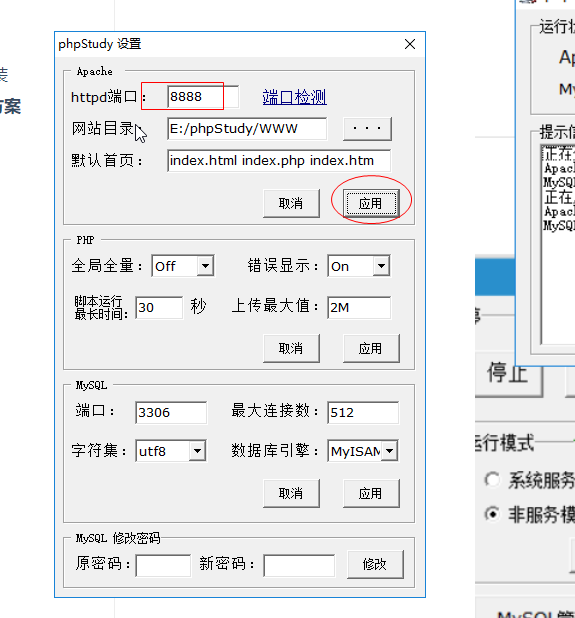 phpStudy 设置
Apache
httpd端口： 8888 端口检测
网站目录： E:/phpStudy/WWW ...
默认首页： index.html index.php index.htm
取消 应用
PHP
全局全量： Off 错误显示： On
脚本运行
最长时间： 30 秒 上传最大值： 2M
取消 应用
MySQL
端口： 3306 最大连接数： 512
字符集： utf8 数据库引擎： MyISAM
取消 应用
MySQL 修改密码
原密码： 新密码： 修改
装
方案
运行状
Ap
My
提示信
正在
Apac
MySQL
正在
Apac
MySQL
停止
运行模式
系统服务
非服务模
MySQL管